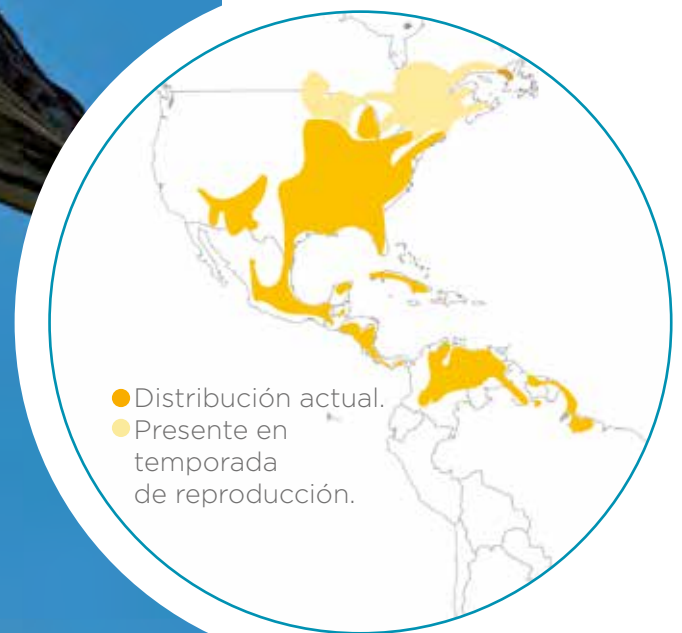 Distribución actual.
Presente en
temporada
de reproducción.